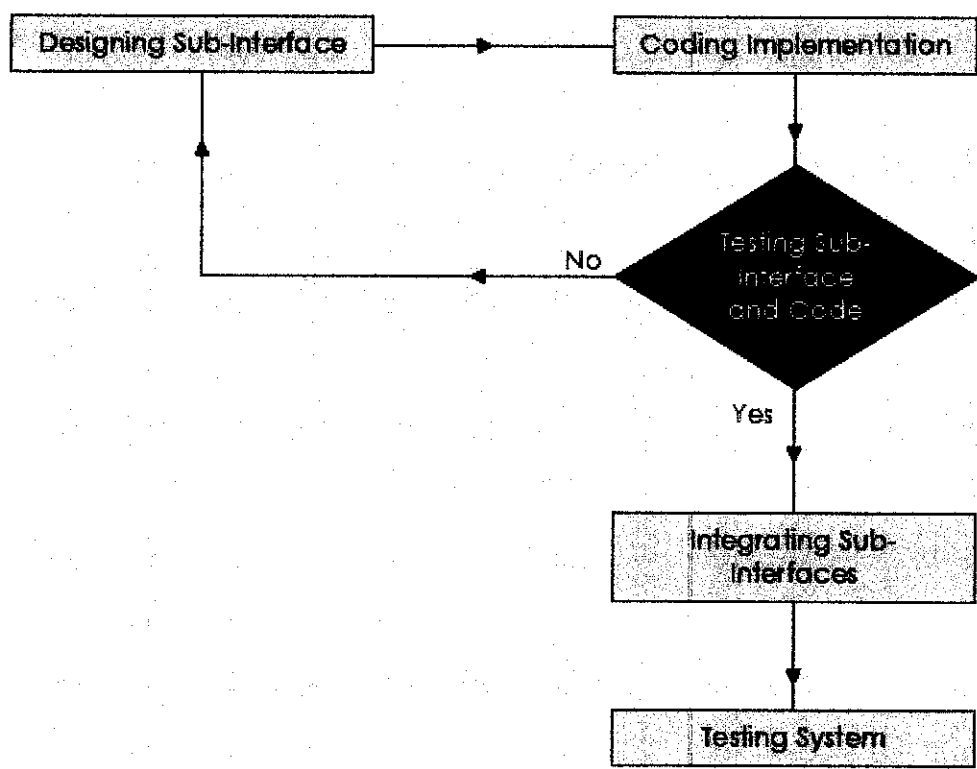 Designing Sub-Interface
Coding Implementation
Testing Sub-
Interface
and Code
No
Yes
Integrating Sub-
Interfaces
Testing System